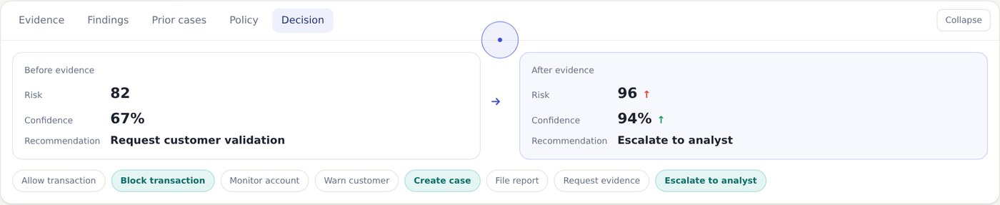 Evidence Findings Prior cases Policy Decision Collapse
Before evidence
Risk 82
Confidence 67%
Recommendation Request customer validation
→
After evidence
Risk 96 ↑
Confidence 94% ↑
Recommendation Escalate to analyst
Allow transaction Block transaction Monitor account Warn customer Create case File report Request evidence Escalate to analyst